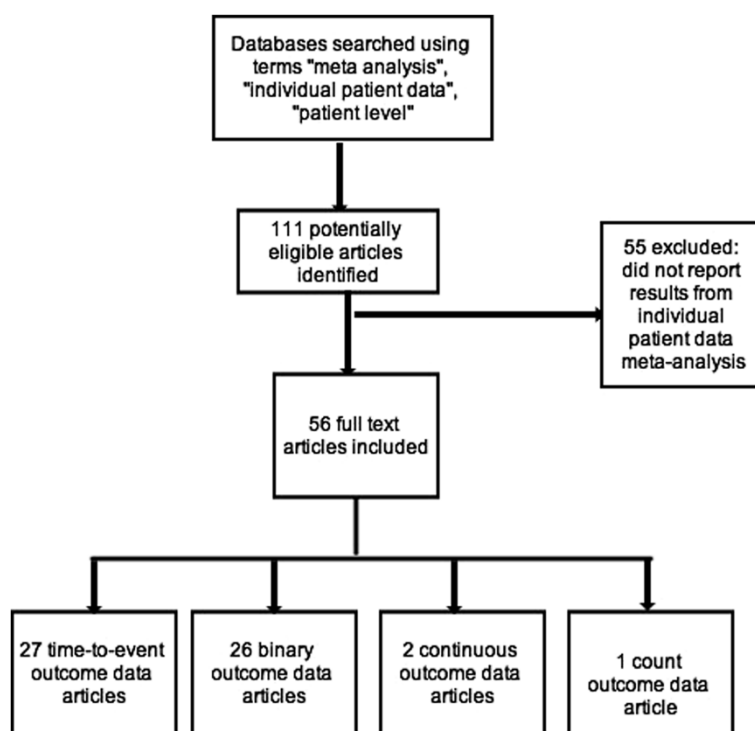 Databases searched using
terms "meta analysis",
"individual patient data",
"patient level"
111 potentially
eligible articles
identified
55 excluded:
did not report
results from
individual
patient data
meta-analysis
56 full text
articles included
27 time-to-event
outcome data
articles
26 binary
outcome data
articles
2 continuous
outcome data
articles
1 count
outcome data
article